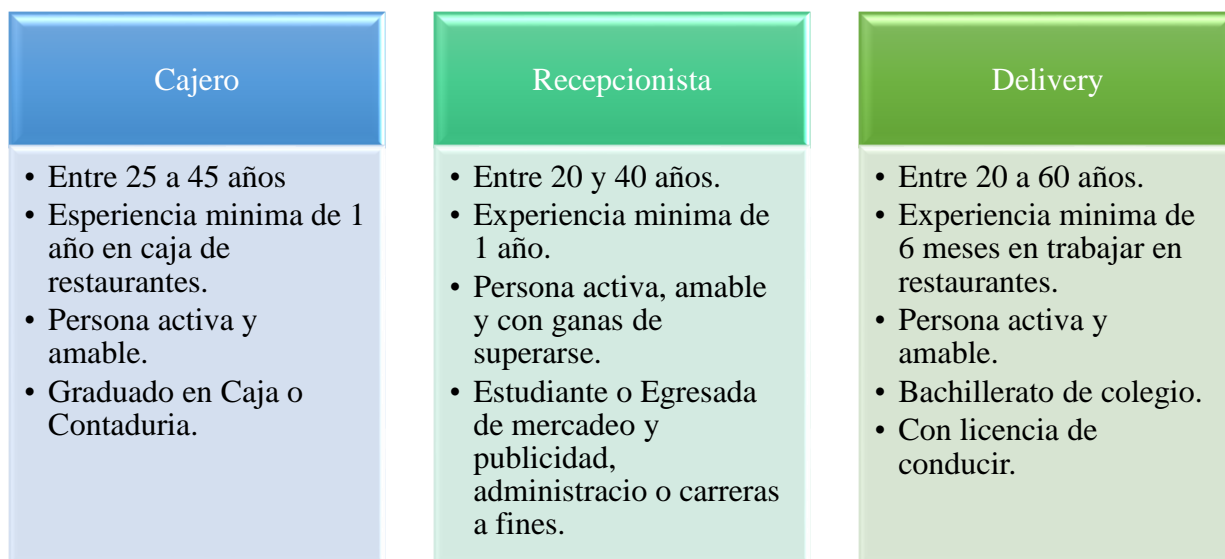 Cajero
• Entre 25 a 45 años
• Esperiencia minima de 1
año en caja de
restaurantes.
• Persona activa y
amable.
• Graduado en Caja o
Contaduria.
Recepcionista
• Entre 20 y 40 años.
• Experiencia minima de
1 año.
• Persona activa, amable
y con ganas de
superarse.
• Estudiante o Egresada
de mercadeo y
publicidad,
administracio o carreras
a fines.
Delivery
• Entre 20 a 60 años.
• Experiencia minima de
6 meses en trabajar en
restaurantes.
• Persona activa y
amable.
• Bachillerato de colegio.
• Con licencia de
conducir.